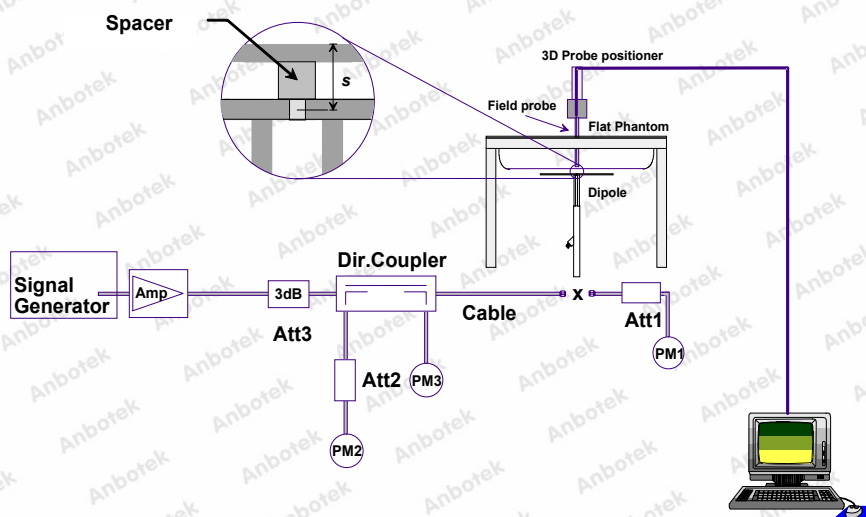 Spacer
s
3D Probe positioner
Field probe
Flat Phantom
Dipole
Dir.Coupler
Signal
Generator
Amp
3dB
Cable
x
Att3
Att1
PM1
Att2
PM3
PM2
Anbotek